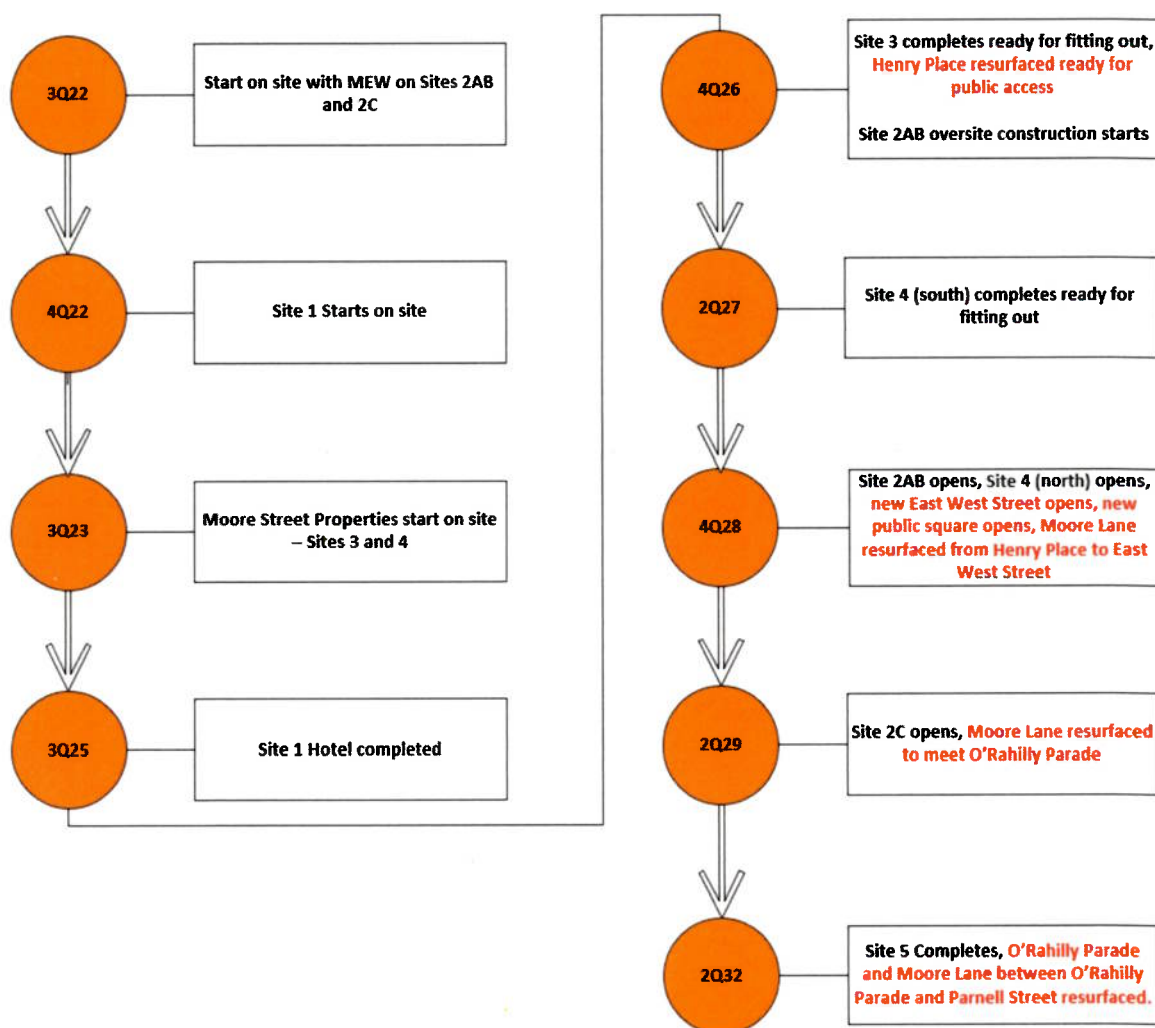 3Q22
Start on site with MEW on Sites 2AB
and 2C
4Q22
Site 1 Starts on site
3Q23
Moore Street Properties start on site
– Sites 3 and 4
3Q25
Site 1 Hotel completed
4Q26
Site 3 completes ready for fitting out,
Henry Place resurfaced ready for
public access
Site 2AB oversite construction starts
2Q27
Site 4 (south) completes ready for
fitting out
4Q28
Site 2AB opens, Site 4 (north) opens,
new East West Street opens, new
public square opens, Moore Lane
resurfaced from Henry Place to East
West Street
2Q29
Site 2C opens, Moore Lane resurfaced
to meet O'Rahilly Parade
2Q32
Site 5 Completes, O'Rahilly Parade
and Moore Lane between O'Rahilly
Parade and Parnell Street resurfaced.